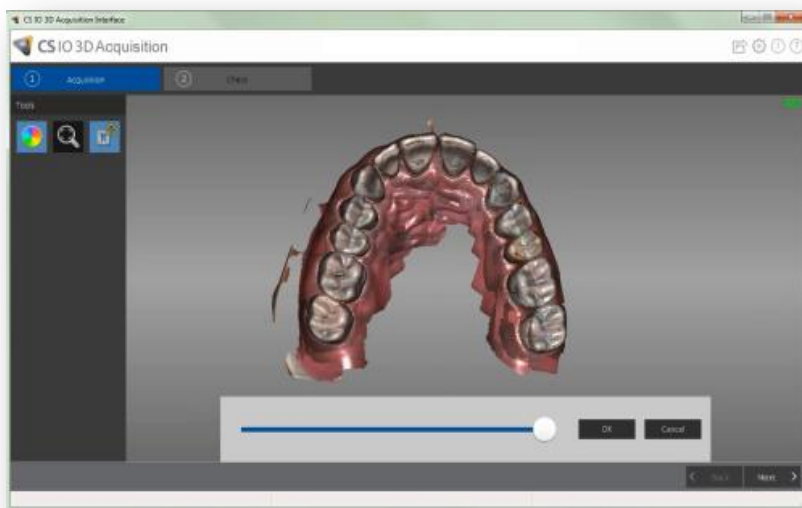 CS IO 3D Acquisition Interface
CS IO 3D Acquisition
1 Acquisition
2 Check
Tools
OK
Cancel
Back
Next